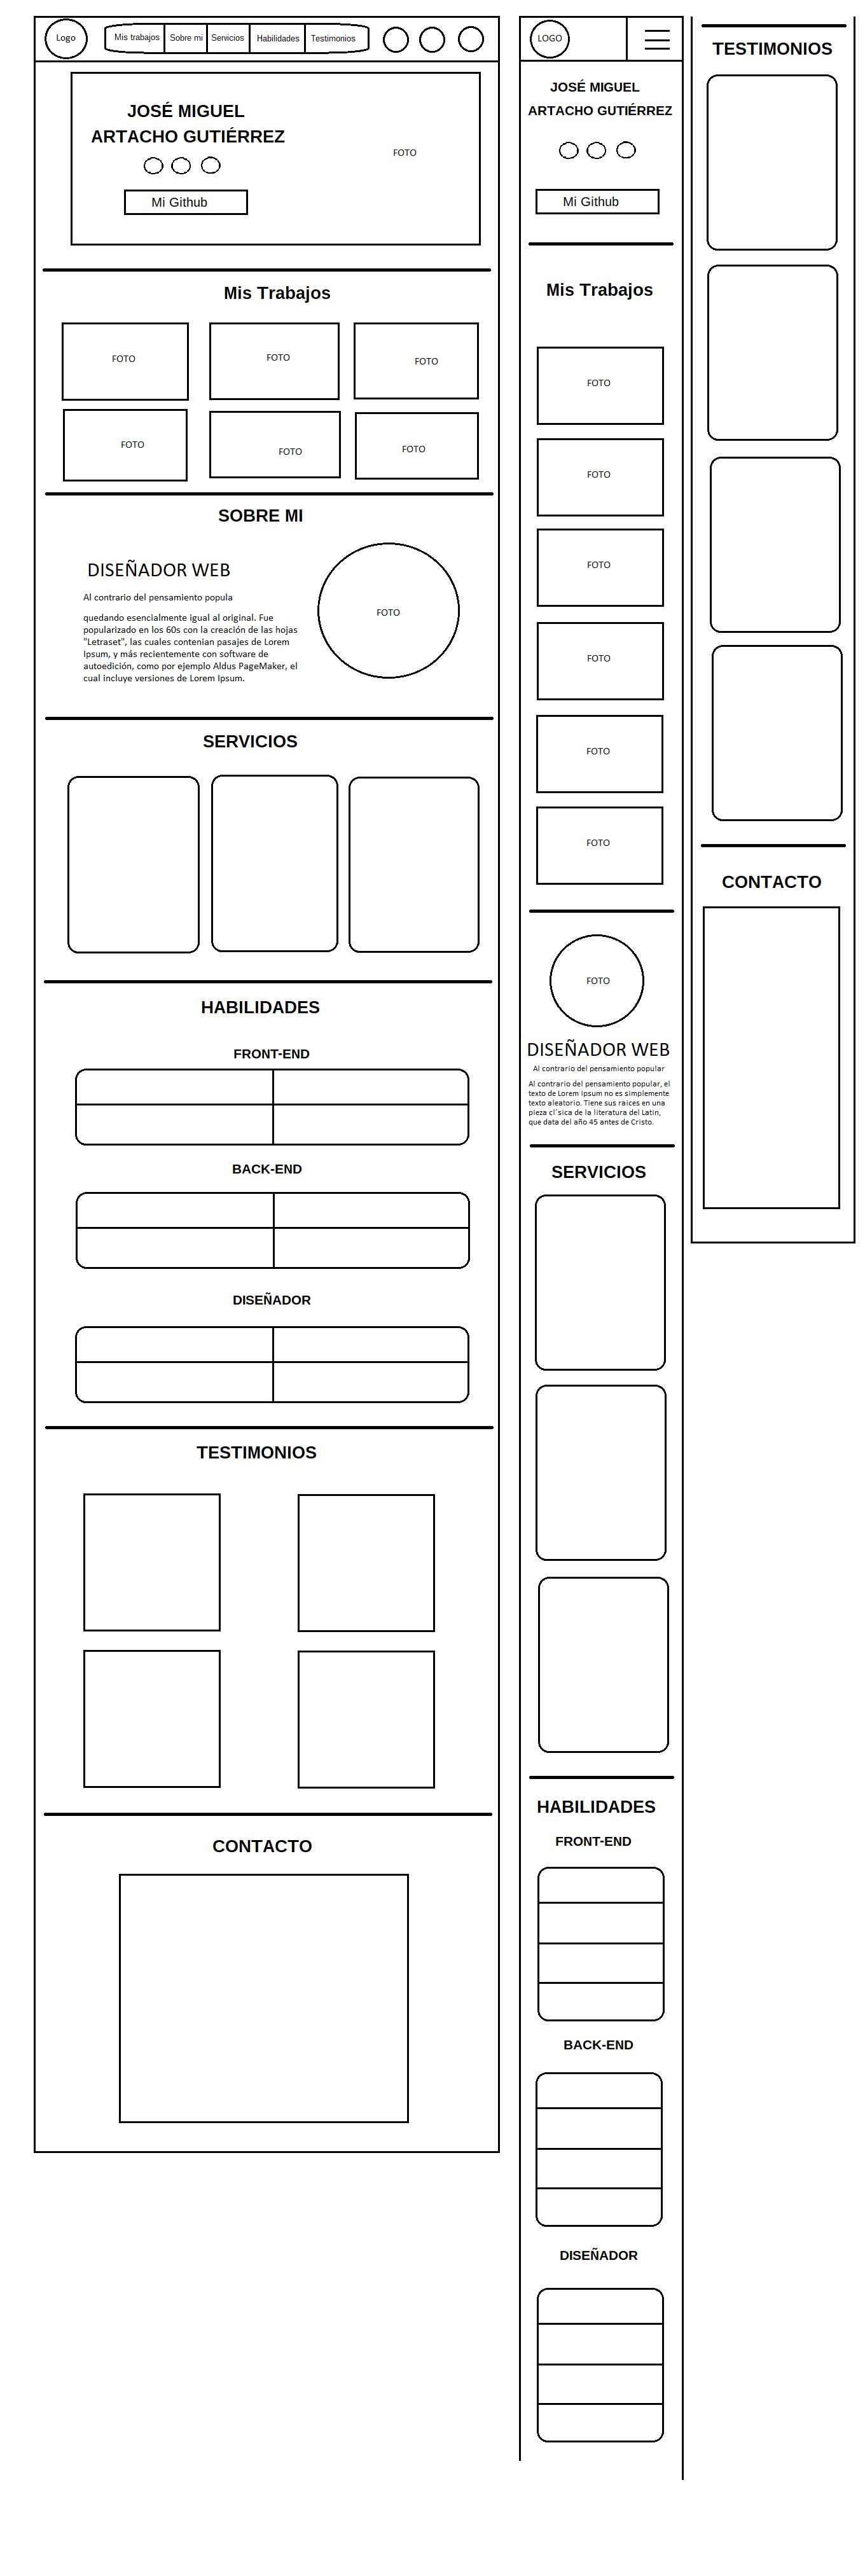 Logo
Mis trabajos
Sobre mi
Servicios
Habilidades
Testimonios
JOSÉ MIGUEL
ARTACHO GUTIÉRREZ
Mi Github
FOTO
Mis Trabajos
FOTO
FOTO
FOTO
FOTO
FOTO
FOTO
SOBRE MI
DISEÑADOR WEB
Al contrario del pensamiento popula
quedando esencialmente igual al original. Fue
popularizado en los 60s con la creación de las hojas
"Letraset", las cuales contenian pasajes de Lorem
Ipsum, y más recientemente con software de
autoedición, como por ejemplo Aldus PageMaker, el
cual incluye versiones de Lorem Ipsum.
FOTO
SERVICIOS
HABILIDADES
FRONT-END
BACK-END
DISEÑADOR
TESTIMONIOS
CONTACTO
LOGO
JOSÉ MIGUEL
ARTACHO GUTIÉRREZ
Mi Github
Mis Trabajos
FOTO
FOTO
FOTO
FOTO
FOTO
FOTO
FOTO
DISEÑADOR WEB
Al contrario del pensamiento popular
Al contrario del pensamiento popular, el
texto de Lorem Ipsum no es simplemente
texto aleatorio. Tiene sus raices en una
pieza cl´sica de la literatura del Latin,
que data del año 45 antes de Cristo.
SERVICIOS
HABILIDADES
FRONT-END
BACK-END
DISEÑADOR
TESTIMONIOS
CONTACTO